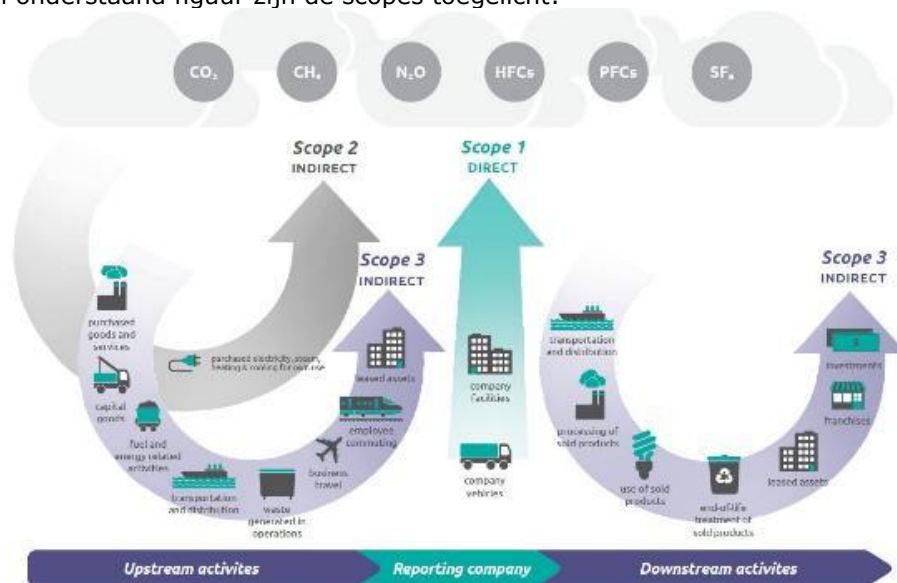 onderstaand figuur zijn de scopes toegelicht:
CO₂ CH₄ N₂O HFCs PFCs SF₆
Scope 2
INDIRECT
Scope 1
DIRECT
Scope 3
INDIRECT
Scope 3
INDIRECT
purchased
goods and
services
capital
goods
fuel and
energy related
activities
transportation
and distribution
waste
generated in
operations
business
travel
employee
commuting
leased assets
purchased electricity, steam,
heating & cooling for own use
company
facilities
company
vehicles
transportation
and distribution
processing of
sold products
use of sold
products
end-of-life
treatment of
sold products
leased assets
franchises
investments
$
Upstream activites
Reporting company
Downstream activites